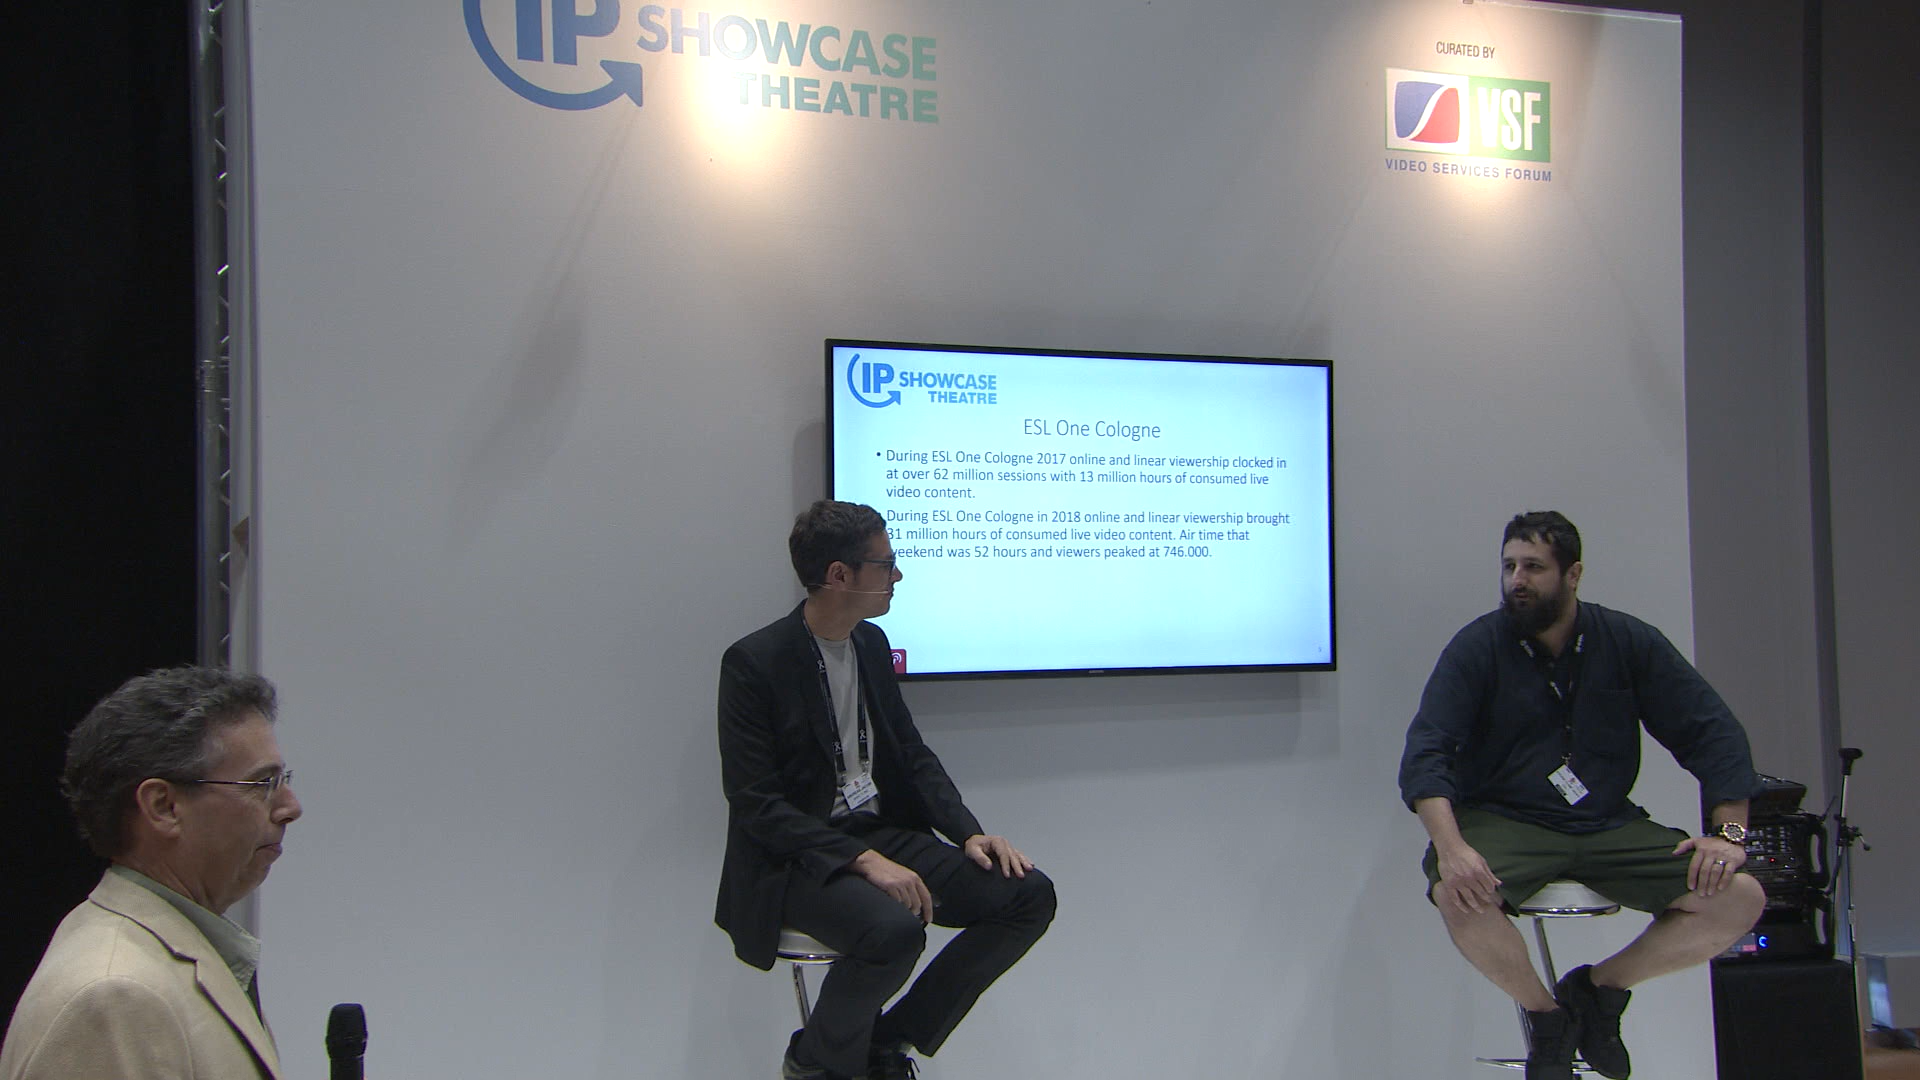 IP SHOWCASE
THEATRE
CURATED BY
VSF
VIDEO SERVICES FORUM
IP SHOWCASE
THEATRE
ESL One Cologne
• During ESL One Cologne 2017 online and linear viewership clocked in
at over 62 million sessions with 13 million hours of consumed live
video content.
During ESL One Cologne in 2018 online and linear viewership brought
31 million hours of consumed live video content. Air time that
weekend was 52 hours and viewers peaked at 746.000.